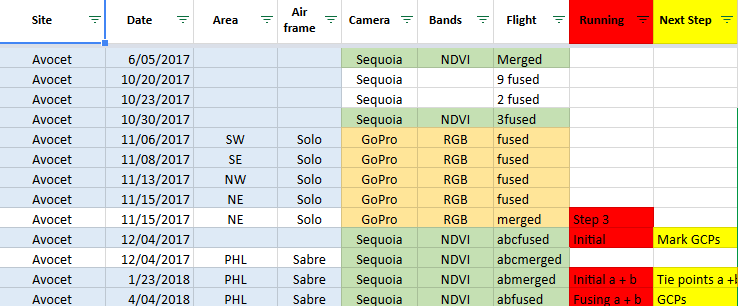 Site Date Area Air frame Camera Bands Flight Running Next Step
Avocet 6/05/2017 Sequoia NDVI Merged
Avocet 10/20/2017 Sequoia 9 fused
Avocet 10/23/2017 Sequoia 2 fused
Avocet 10/30/2017 Sequoia NDVI 3fused
Avocet 11/06/2017 SW Solo GoPro RGB fused
Avocet 11/08/2017 SE Solo GoPro RGB fused
Avocet 11/13/2017 NW Solo GoPro RGB fused
Avocet 11/15/2017 NE Solo GoPro RGB fused
Avocet 11/15/2017 NE Solo GoPro RGB merged Step 3
Avocet 12/04/2017 Sequoia NDVI abcfused Initial Mark GCPs
Avocet 12/04/2017 PHL Sabre Sequoia NDVI abcmerged
Avocet 1/23/2018 PHL Sabre Sequoia NDVI abmerged Initial a + b Tie points a +b
Avocet 4/04/2018 PHL Sabre Sequoia NDVI abfused Fusing a + b GCPs